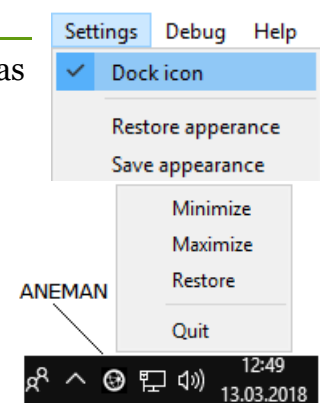 Settings Debug Help
as
Dock icon
Restore apperance
Save appearance
Minimize
Maximize
Restore
ANEMAN
Quit
12:49
13.03.2018